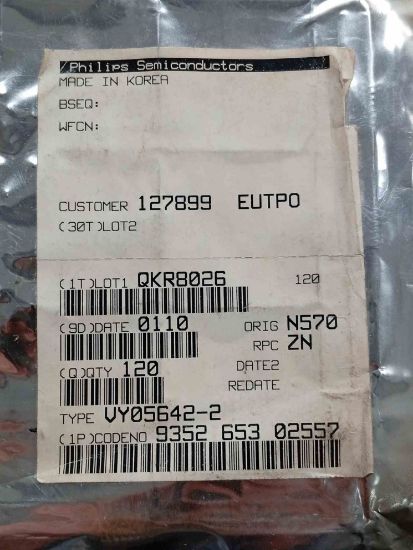 Philips Semiconductors
MADE IN KOREA
BSEQ:
WFCN:
CUSTOMER 127899 EUTPO
(30T)LOT2
(1T)LOT1 QKR8026 120
(9D)DATE 0110 ORIG N570
RPC ZN
(Q)QTY 120 DATE2
REDATE
TYPE VY05642-2
(1P)CODENO 9352 653 02557